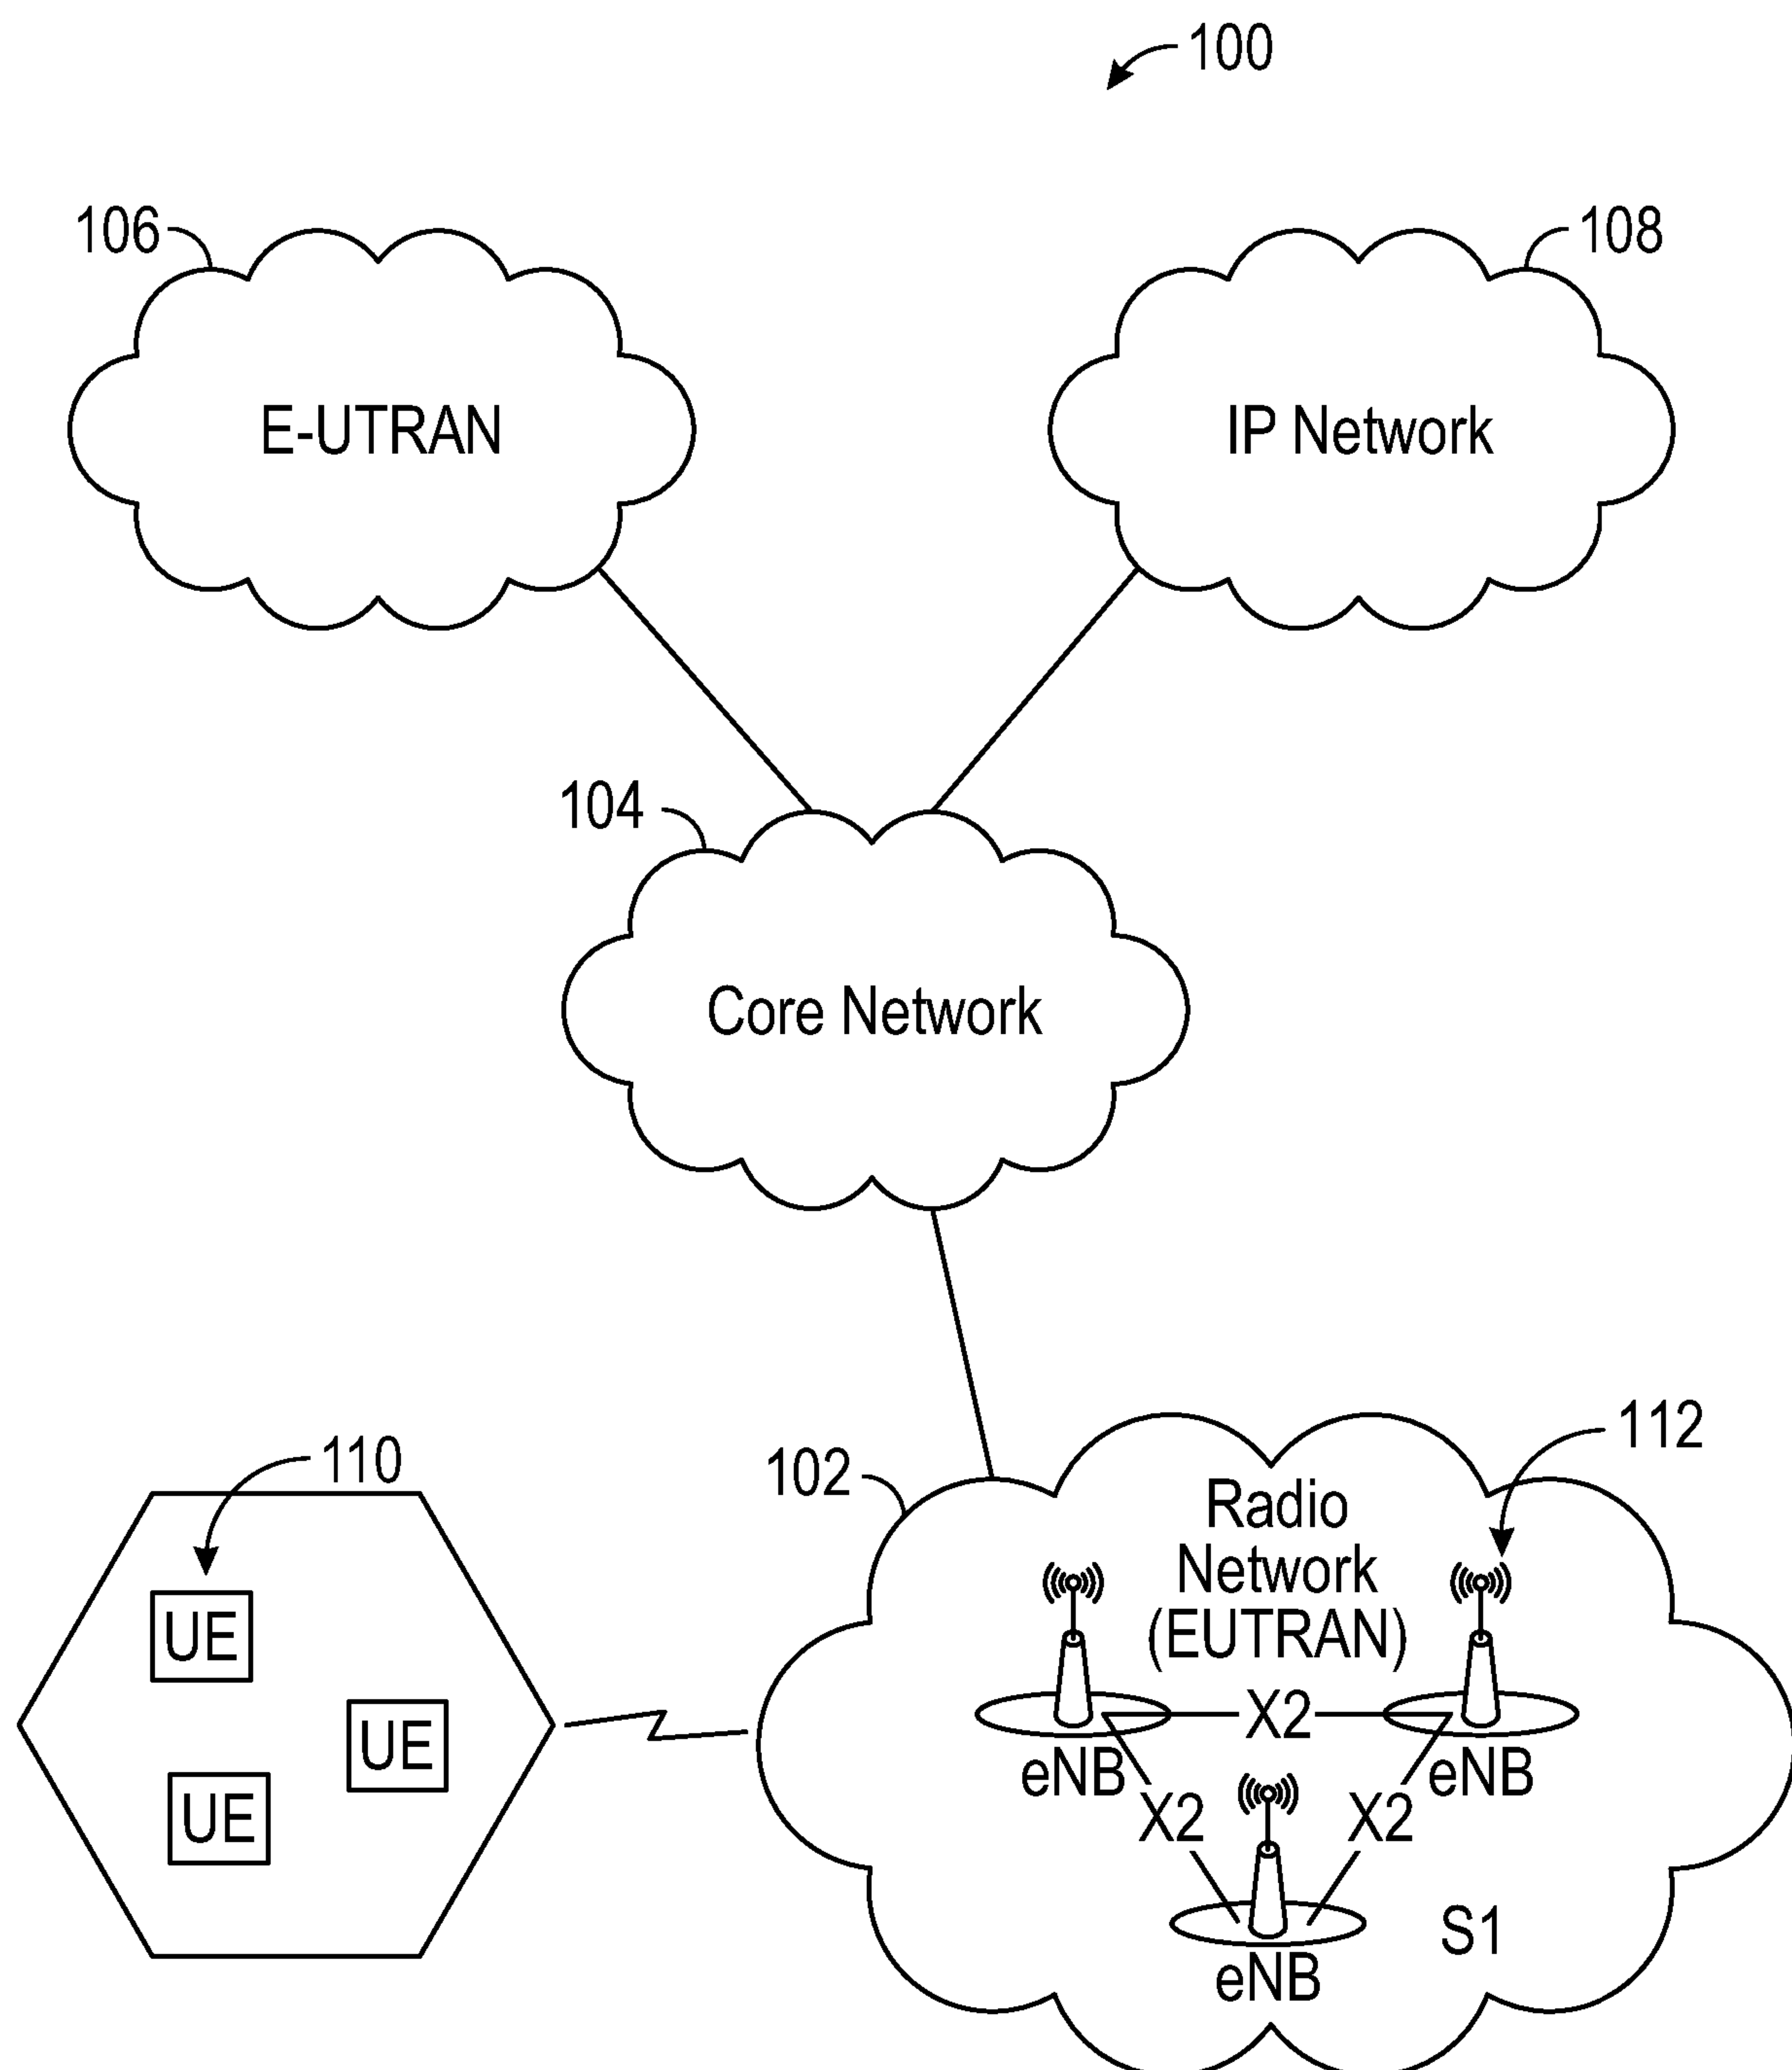 100
106
108
E-UTRAN
IP Network
104
Core Network
110
102
112
Radio
Network
(EUTRAN)
UE
UE
UE
X2
eNB
eNB
X2
X2
S1
eNB